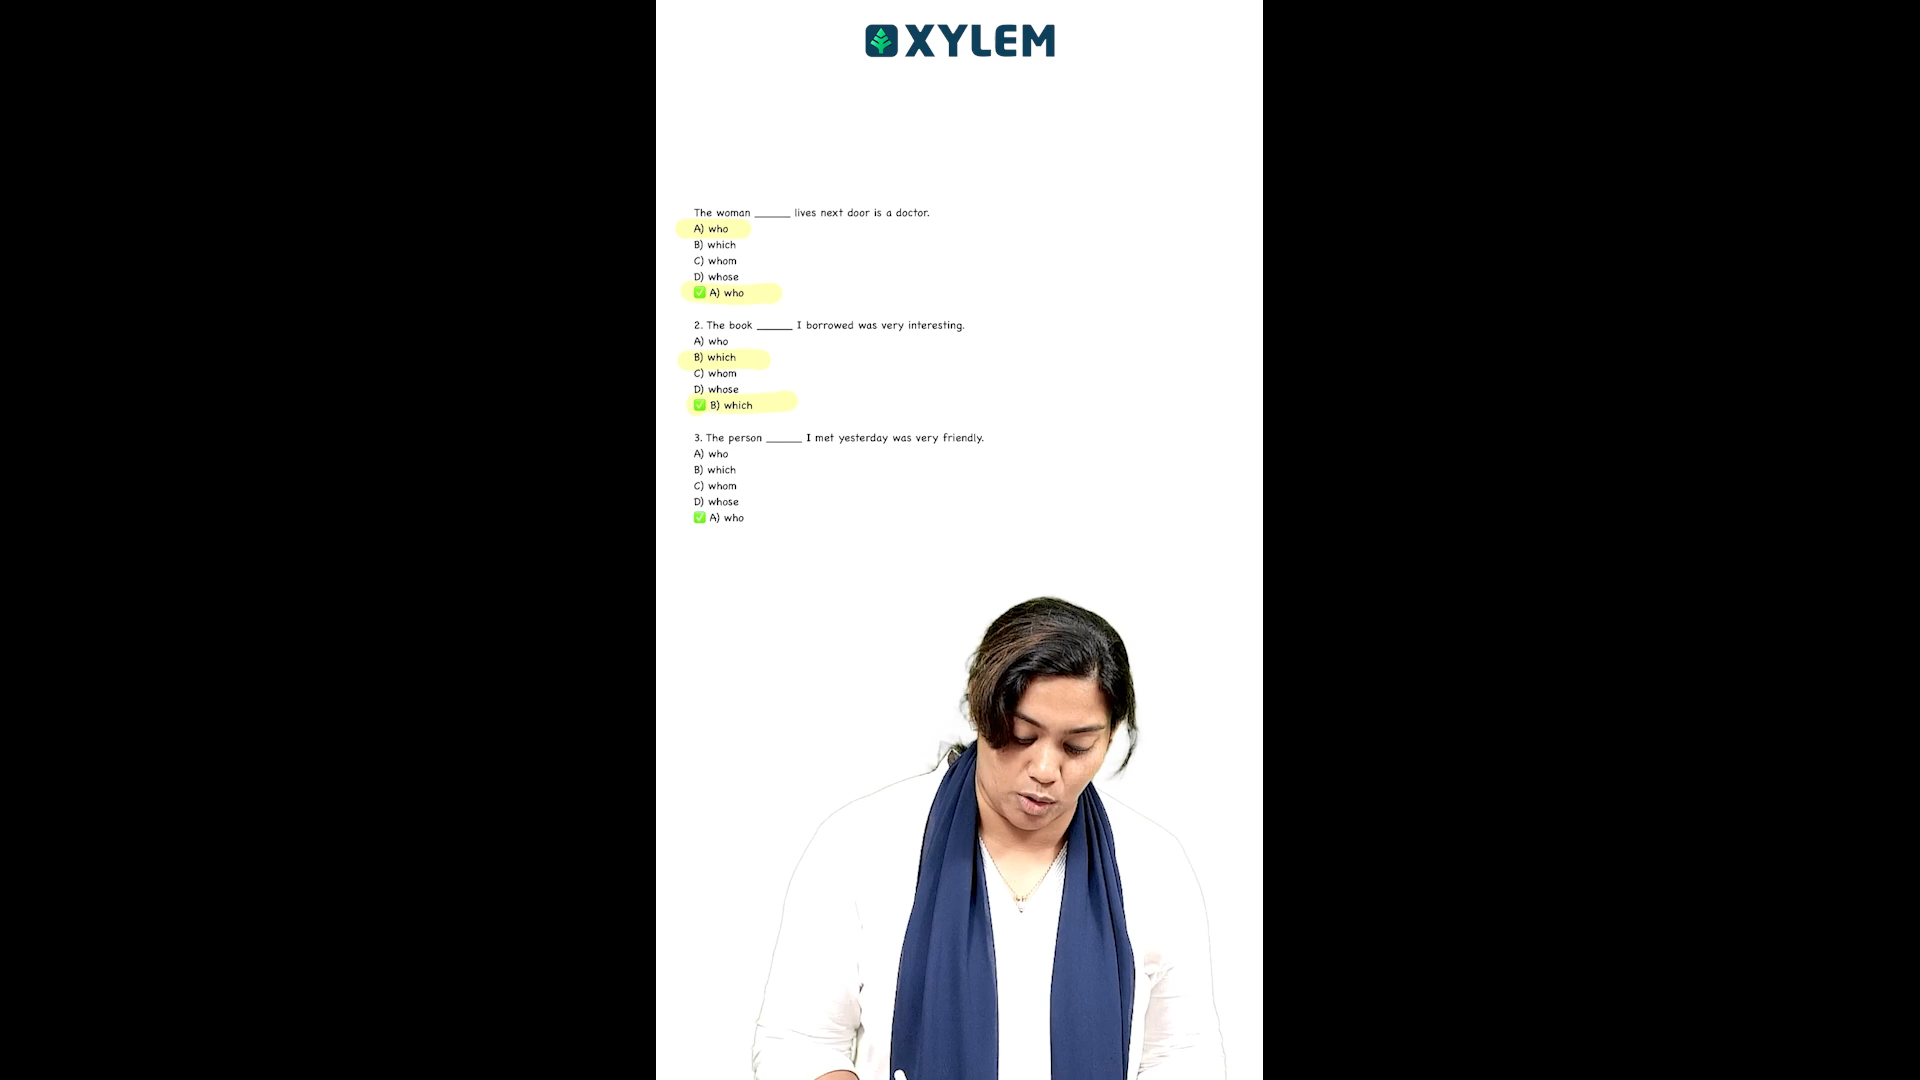 XYLEM
The woman ______ lives next door is a doctor.
A) who
B) which
C) whom
D) whose
✅ A) who
2. The book ______ I borrowed was very interesting.
A) who
B) which
C) whom
D) whose
✅ B) which
3. The person ______ I met yesterday was very friendly.
A) who
B) which
C) whom
D) whose
✅ A) who